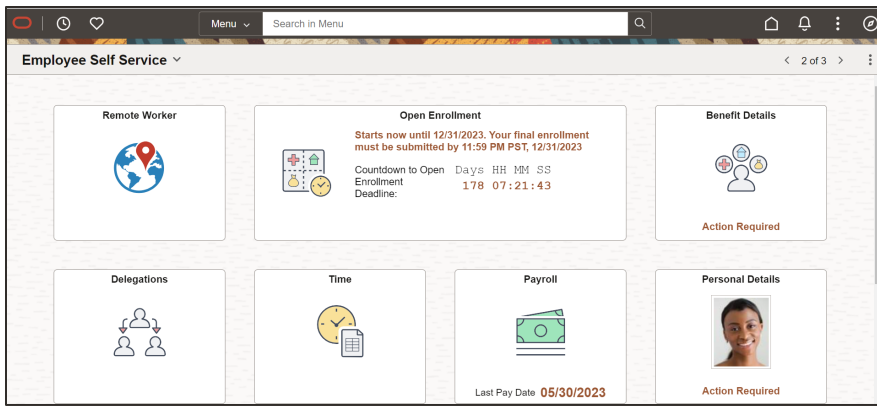 Menu
Search in Menu
Employee Self Service
2 of 3
Remote Worker
Open Enrollment
Starts now until 12/31/2023. Your final enrollment
must be submitted by 11:59 PM PST, 12/31/2023
Countdown to Open
Enrollment
Deadline:
Days HH MM SS
178 07:21:43
Benefit Details
Action Required
Delegations
Time
Payroll
Last Pay Date 05/30/2023
Personal Details
Action Required